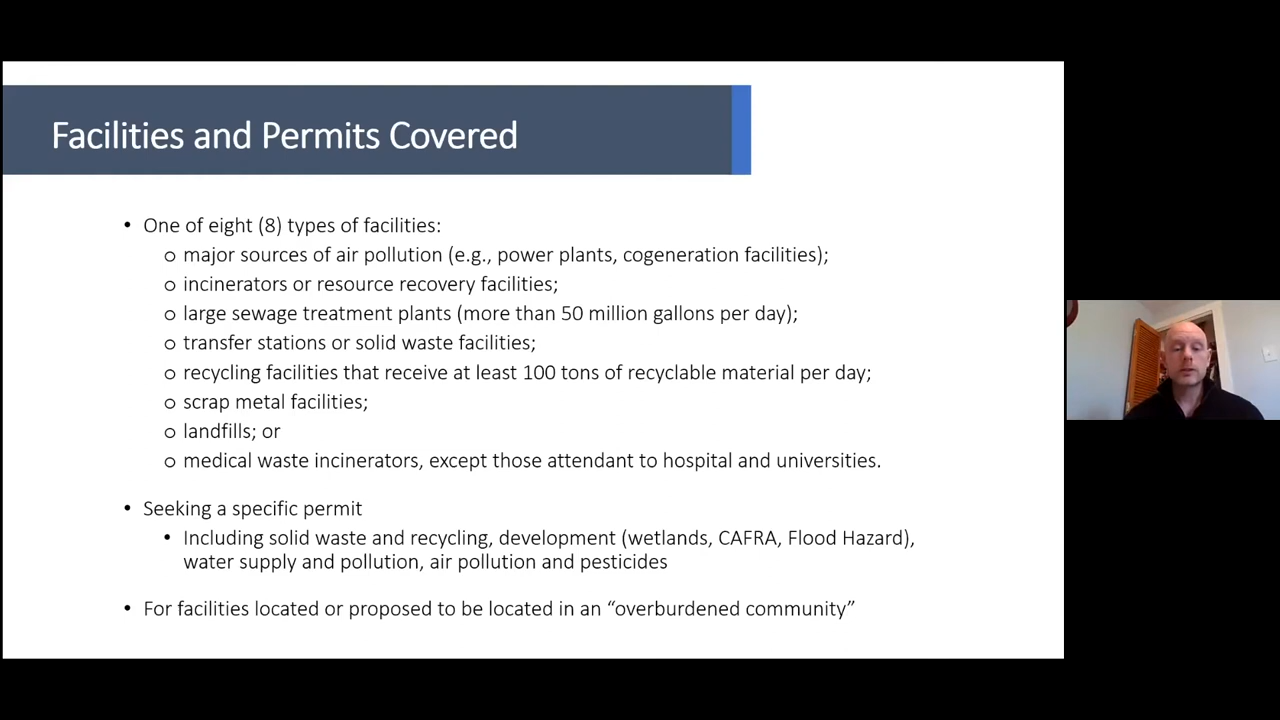 Facilities and Permits Covered
• One of eight (8) types of facilities:
o major sources of air pollution (e.g., power plants, cogeneration facilities);
o incinerators or resource recovery facilities;
o large sewage treatment plants (more than 50 million gallons per day);
o transfer stations or solid waste facilities;
o recycling facilities that receive at least 100 tons of recyclable material per day;
o scrap metal facilities;
o landfills; or
o medical waste incinerators, except those attendant to hospital and universities.
• Seeking a specific permit
• Including solid waste and recycling, development (wetlands, CAFRA, Flood Hazard),
water supply and pollution, air pollution and pesticides
• For facilities located or proposed to be located in an “overburdened community”